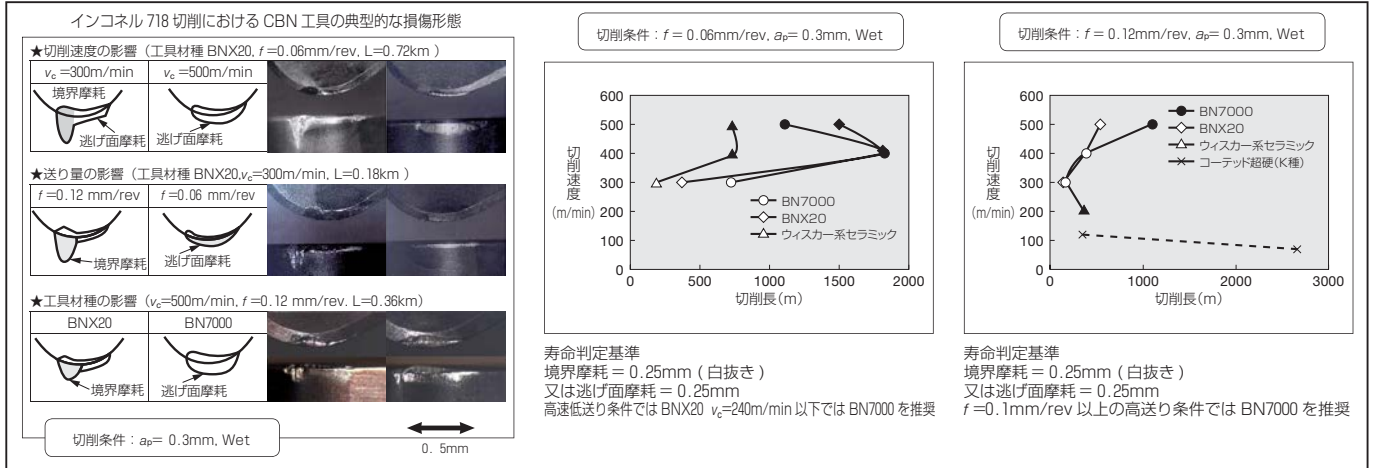 インコネル 718 切削における CBN 工具の典型的な損傷形態
★切削速度の影響（工具材種 BNX20, f＝0.06mm/rev, L=0.72km ）
vc =300m/min
vc =500m/min
境界摩耗
逃げ面摩耗
逃げ面摩耗
★送り量の影響（工具材種 BNX20,vc=300m/min, L=0.18km ）
f=0.12 mm/rev
f=0.06 mm/rev
境界摩耗
逃げ面摩耗
★工具材種の影響（vc=500m/min, f =0.12 mm/rev. L=0.36km）
BNX20
BN7000
境界摩耗
逃げ面摩耗
切削条件：aP= 0.3mm, Wet
0. 5mm
切削条件：f = 0.06mm/rev, aP= 0.3mm, Wet
600
500
400
300
200
100
0
切削速度
(m/min)
0
500
1000
1500
2000
切削長(m)
BN7000
BNX20
ウィスカー系セラミック
寿命判定基準
境界摩耗 = 0.25mm ( 白抜き )
又は逃げ面摩耗 = 0.25mm
高速低送り条件では BNX20 vc=240m/min 以下では BN7000 を推奨
切削条件：f = 0.12mm/rev, aP= 0.3mm, Wet
600
500
400
300
200
100
0
切削速度
(m/min)
0
1000
2000
3000
切削長(m)
BN7000
BNX20
ウィスカー系セラミック
コーテッド超硬(K種)
寿命判定基準
境界摩耗 = 0.25mm ( 白抜き )
又は逃げ面摩耗 = 0.25mm
f =0.1mm/rev 以上の高送り条件では BN7000 を推奨